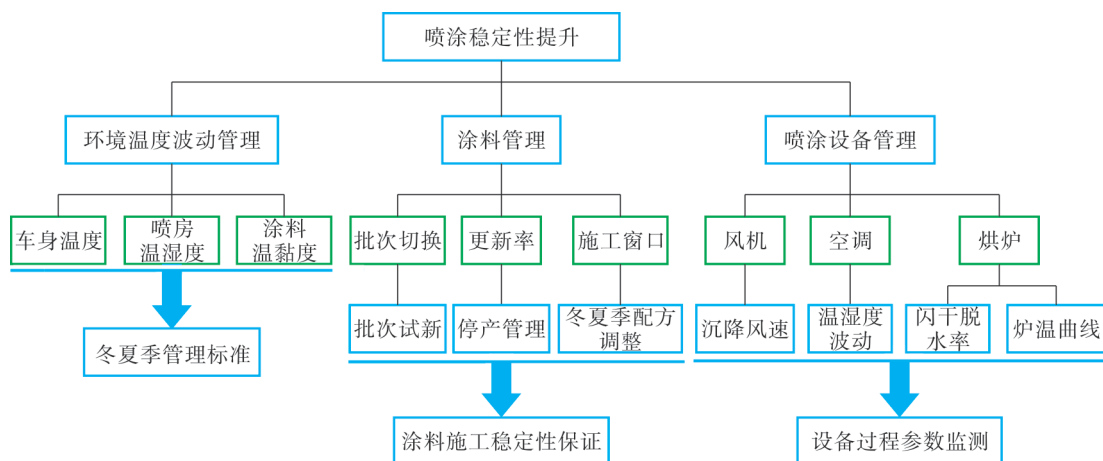 喷涂稳定性提升
环境温度波动管理
涂料管理
喷涂设备管理
车身温度
喷房
温湿度
涂料
温黏度
批次切换
更新率
施工窗口
风机
空调
烘炉
批次试新
停产管理
冬夏季配方
调整
沉降风速
温湿度
波动
闪干脱
水率
炉温曲线
冬夏季管理标准
涂料施工稳定性保证
设备过程参数监测